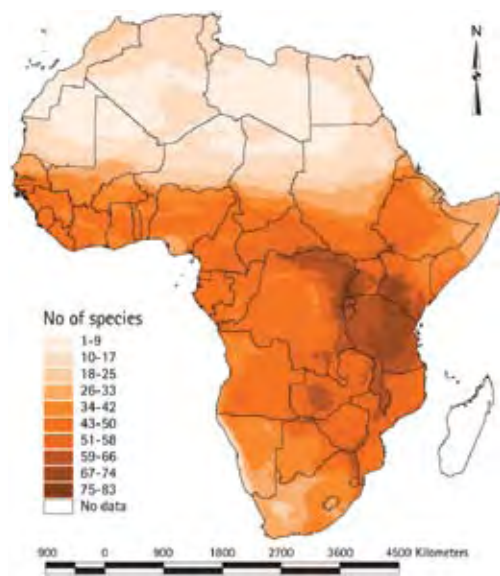 N
No of species
1-9
10-17
18-25
26-33
34-42
43-50
51-58
59-66
67-74
75-83
No data
900 0 900 1800 2700 3600 4500 Kilometers